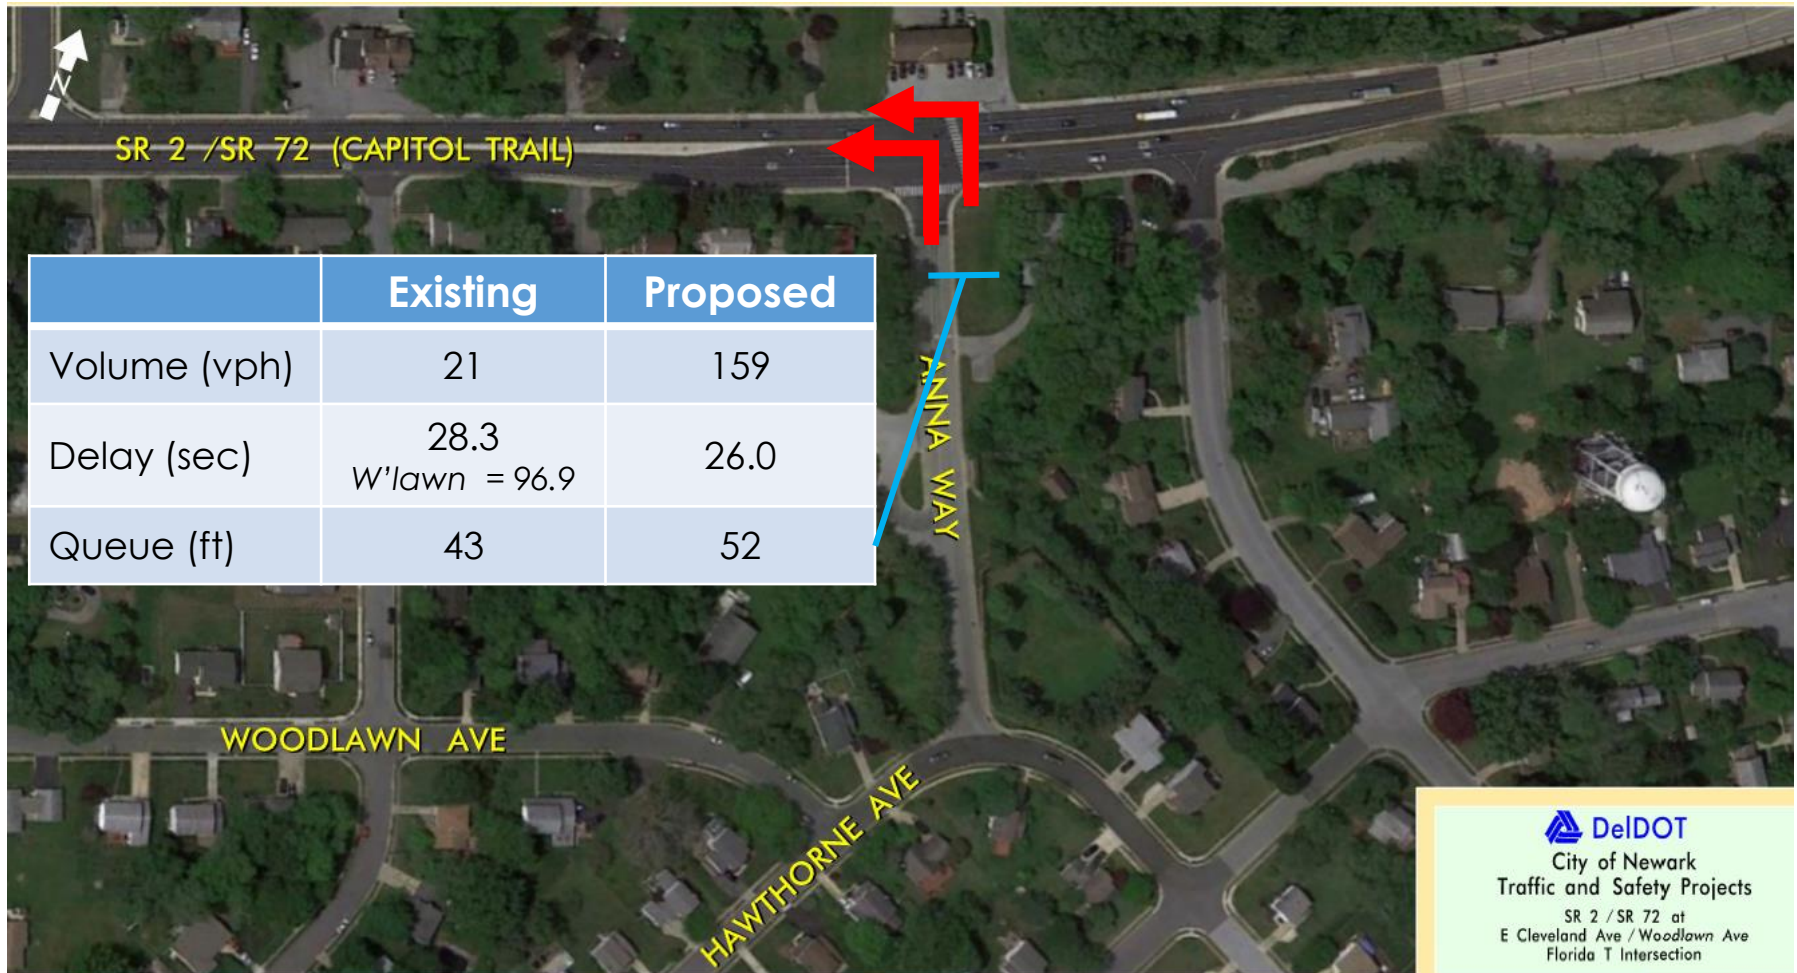 N
SR 2 /SR 72 (CAPITOL TRAIL)
Existing Proposed
Volume (vph) 21 159
Delay (sec) 28.3 26.0
W'lawn = 96.9
Queue (ft) 43 52
ANNA WAY
WOODLAWN AVE
HAWTHORNE AVE
DelDOT
City of Newark
Traffic and Safety Projects
SR 2 / SR 72 at
E Cleveland Ave / Woodlawn Ave
Florida T Intersection